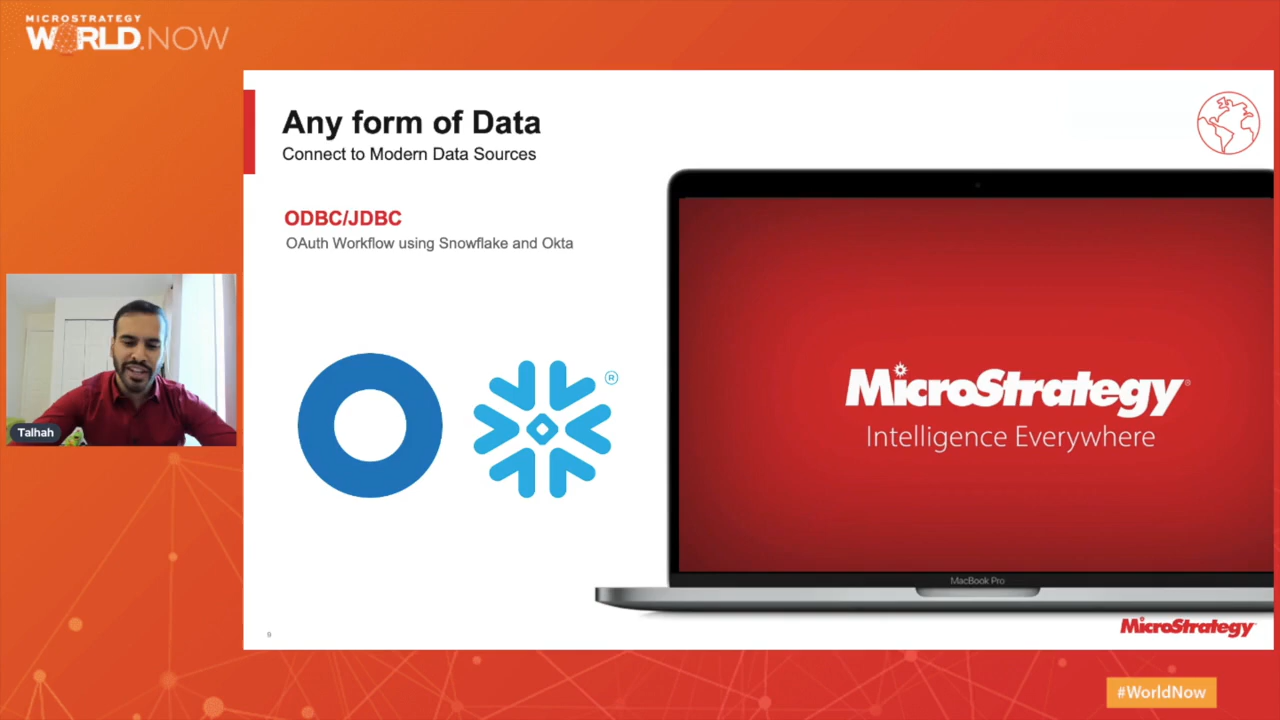 MICROSTRATEGY
WORLD.NOW
Any form of Data
Connect to Modern Data Sources
ODBC/JDBC
OAuth Workflow using Snowflake and Okta
®
MicroStrategy®
Intelligence Everywhere
Talhah
MacBook Pro
MicroStrategy
9
#WorldNow